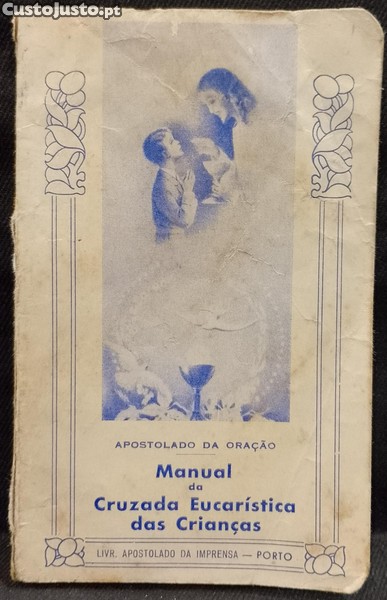 Custojusto.pt
APOSTOLADO DA ORAÇÃO
Manual
da
Cruzada Eucarística
das Crianças
LIVR. APOSTOLADO DA IMPRENSA — PORTO